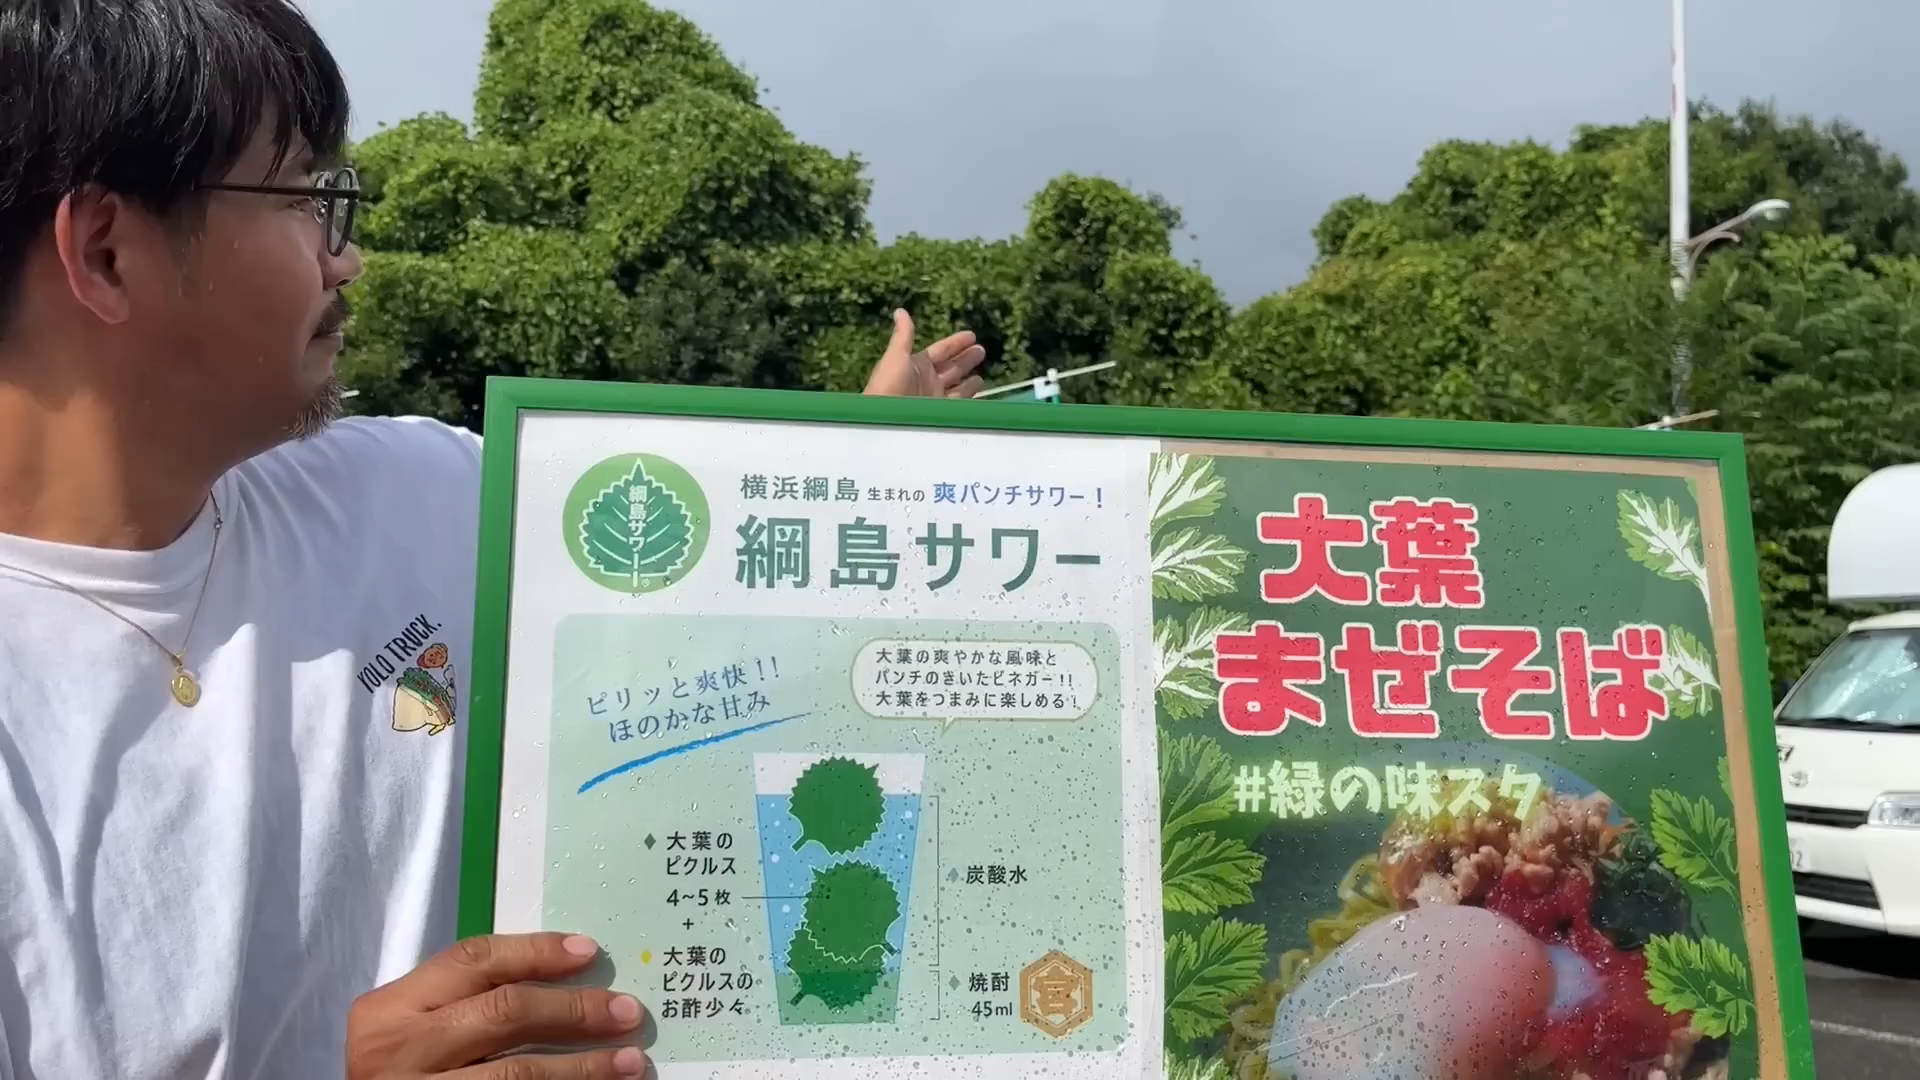 YOLO TRUCK.
綱島サワー
横浜綱島 生まれの 爽パンチサワー!
綱島サワー
ピリッと爽快!!
ほのかな甘み
大葉の爽やかな風味と
パンチのきいたビネガー!!
大葉をつまみに楽しめる!
大葉の
ピクルス
4~5枚
+
大葉の
ピクルスの
お酢少々
炭酸水
焼酎
45ml
宮
大葉
まぜそば
#緑の味スタ